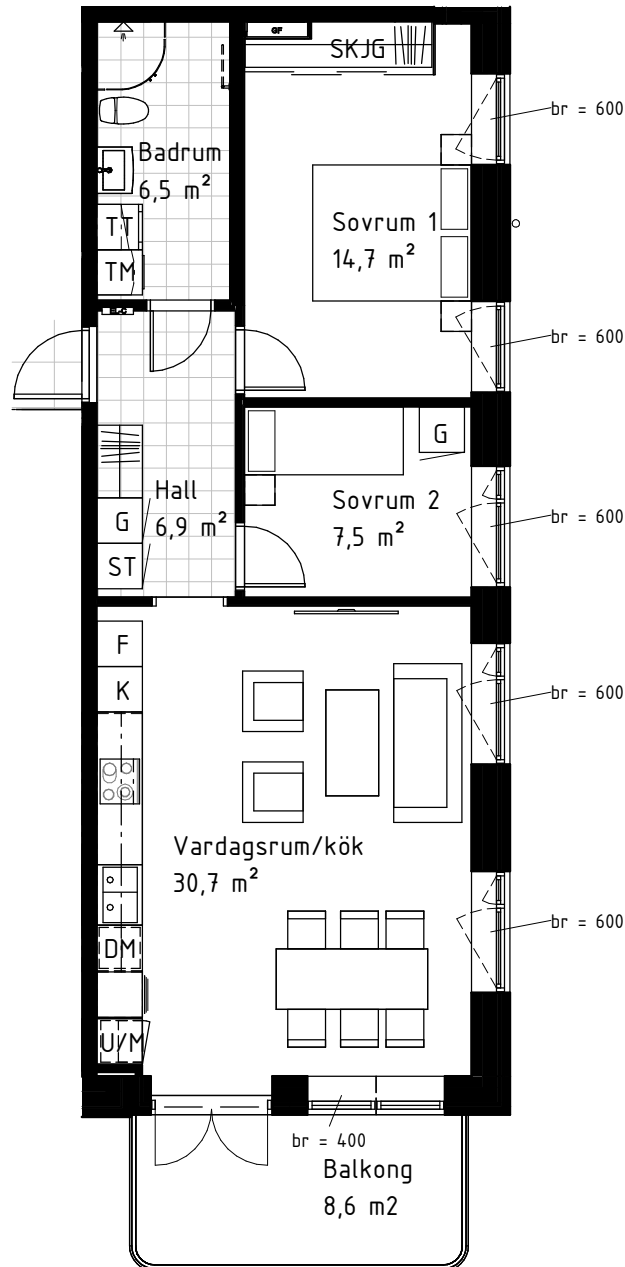 GF
SKJG
br = 600
Badrum
6,5 m²
Sovrum 1
14,7 m²
TT
TM
EL-C
br = 600
G
Hall
6,9 m²
Sovrum 2
7,5 m²
G
br = 600
ST
F
K
br = 600
Vardagsrum/kök
30,7 m²
br = 600
DM
U/M
br = 400
Balkong
8,6 m2